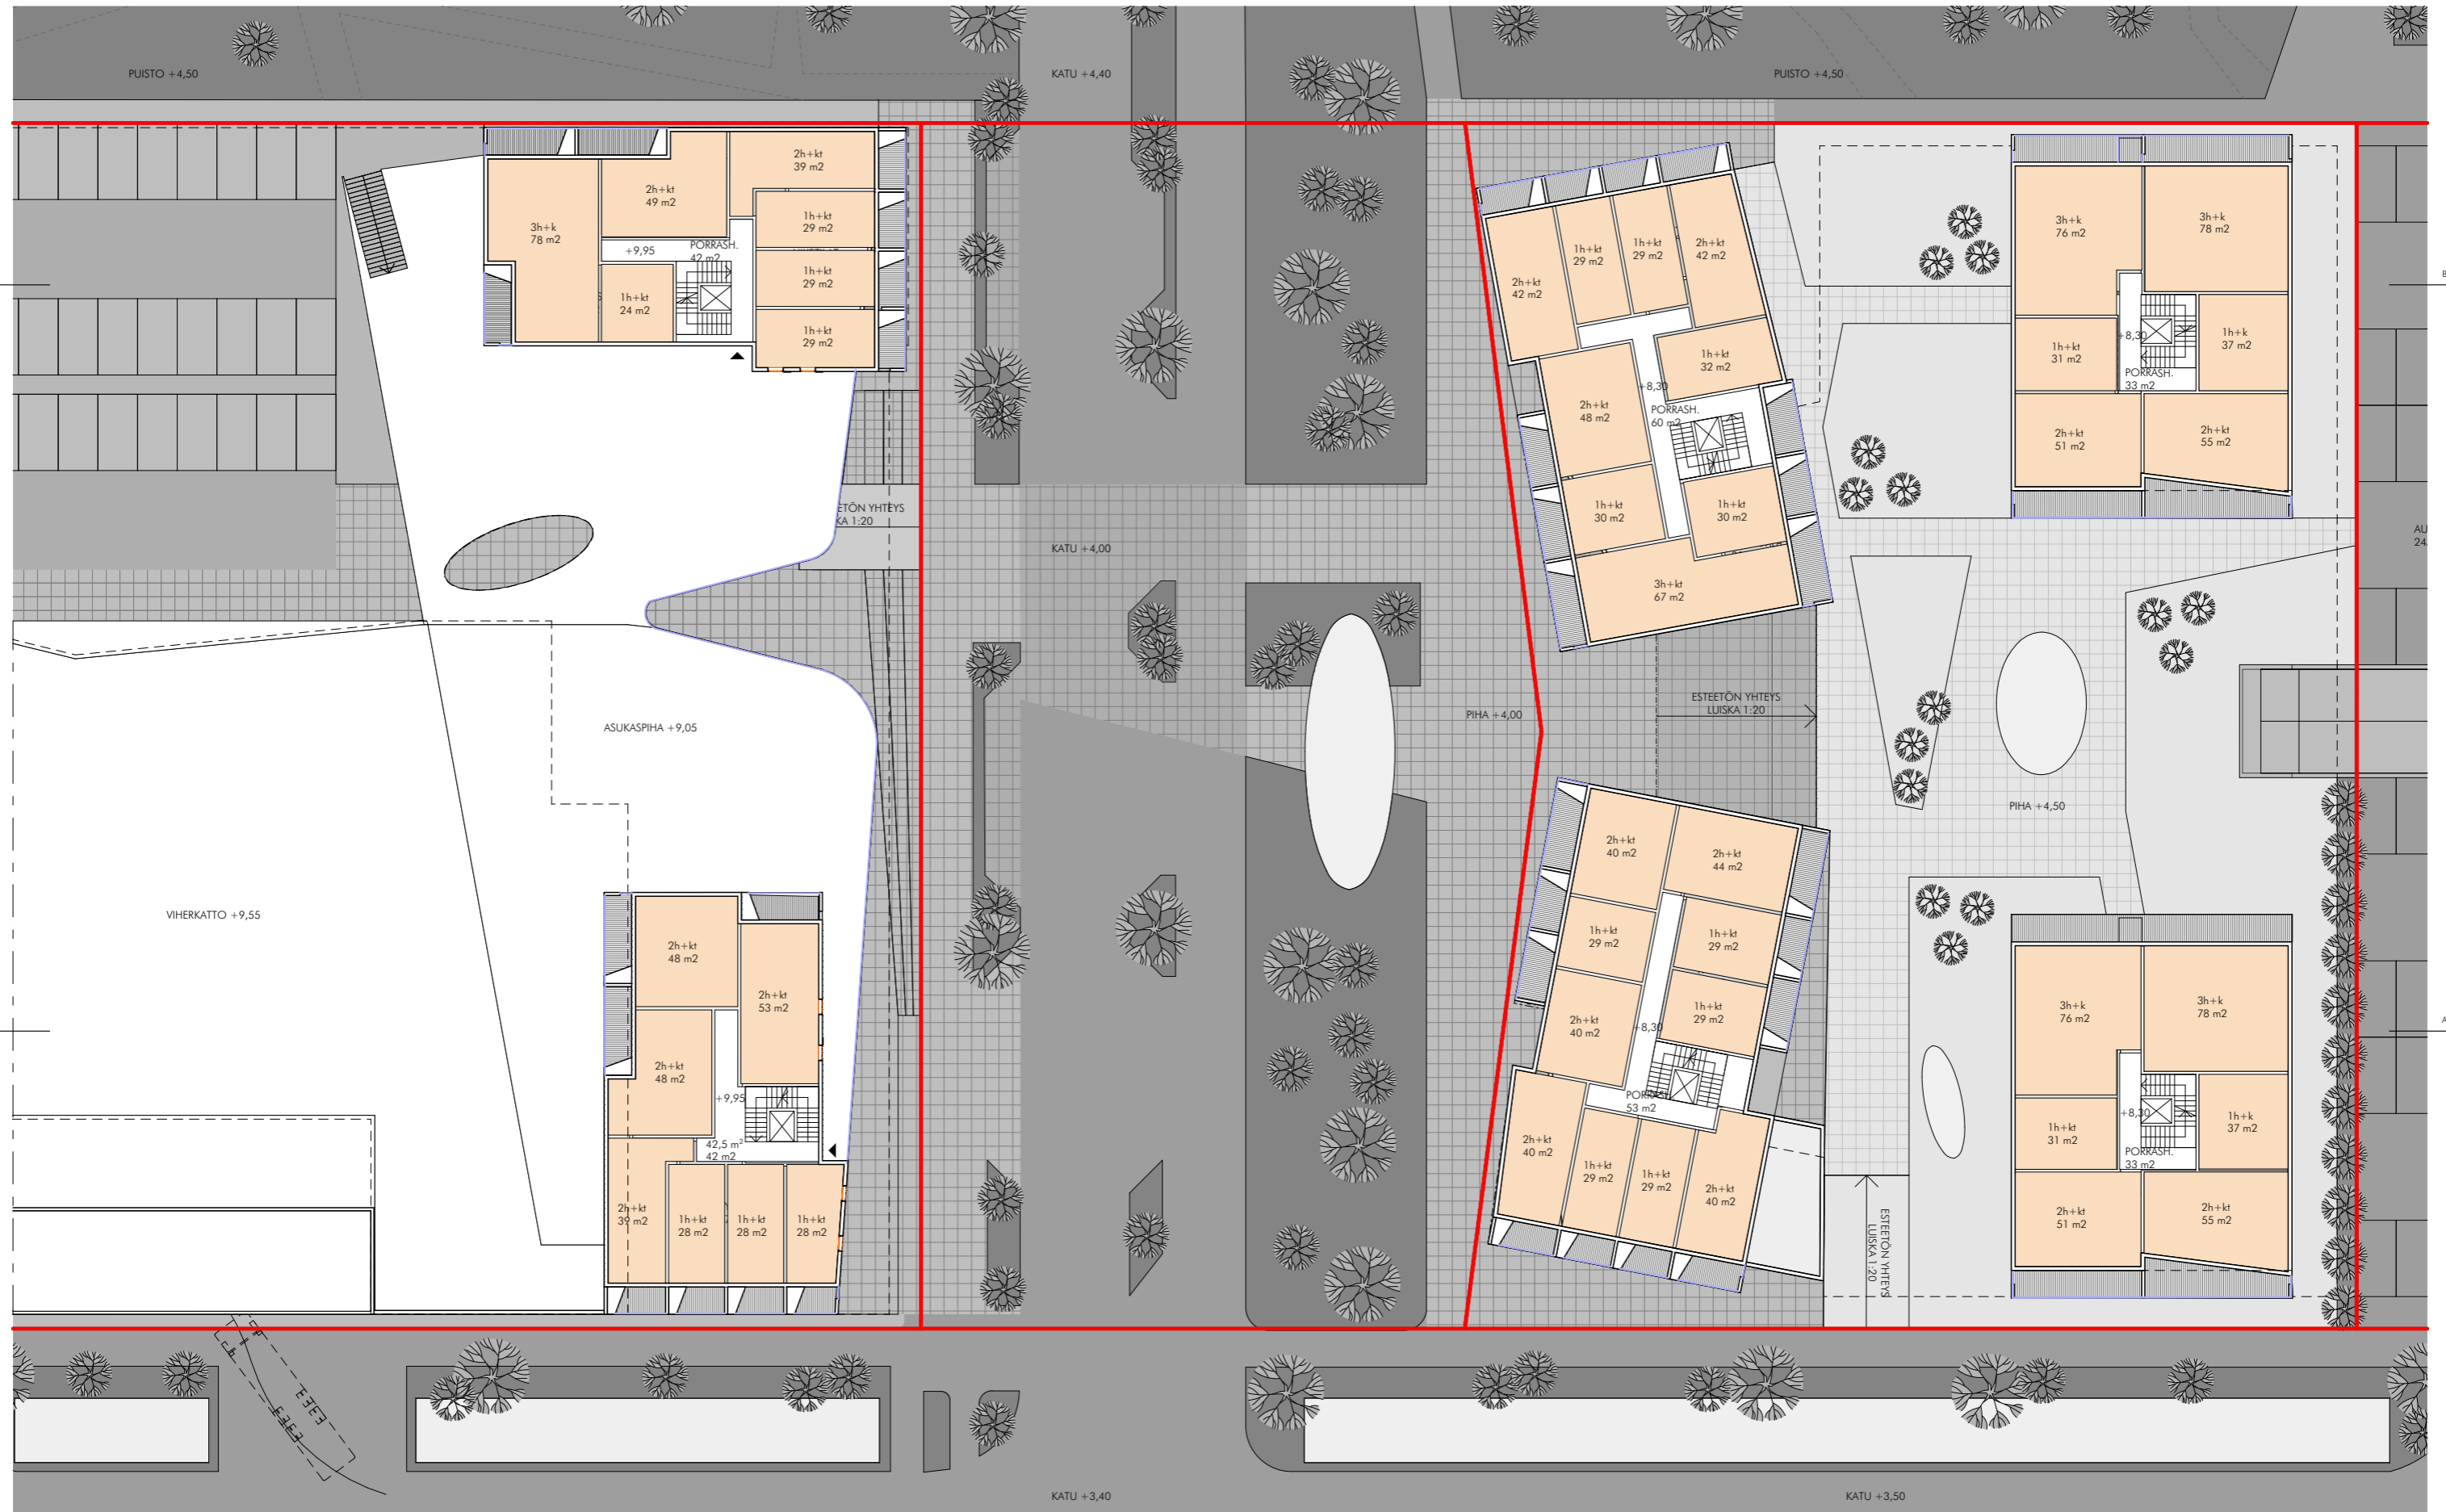 PUISTO +4,50
KATU +4,40
PUISTO +4,50
3h+k
78 m2
2h+kt
49 m2
2h+kt
39 m2
1h+kt
29 m2
1h+kt
29 m2
1h+kt
29 m2
1h+kt
24 m2
+9,95
PORRASH.
42 m2
ETÖN YHTEYS
KA 1:20
KATU +4,00
ASUKASPIHA +9,05
VIHERKATTO +9,55
2h+kt
48 m2
2h+kt
53 m2
2h+kt
48 m2
+9,95
42,5 m²
42 m2
2h+kt
39 m2
1h+kt
28 m2
1h+kt
28 m2
1h+kt
28 m2
2h+kt
42 m2
1h+kt
29 m2
1h+kt
29 m2
2h+kt
42 m2
1h+kt
32 m2
2h+kt
48 m2
+8,30
PORRASH.
60 m2
1h+kt
30 m2
1h+kt
30 m2
3h+kt
67 m2
PIHA +4,00
ESTEETÖN YHTEYS
LUISKA 1:20
2h+kt
40 m2
2h+kt
44 m2
1h+kt
29 m2
1h+kt
29 m2
2h+kt
40 m2
1h+kt
29 m2
+8,30
PORRASH.
53 m2
2h+kt
40 m2
1h+kt
29 m2
1h+kt
29 m2
2h+kt
40 m2
ESTEETÖN YHTEYS
LUISKA 1:20
3h+k
76 m2
3h+k
78 m2
1h+kt
31 m2
+8,30
1h+k
37 m2
PORRASH.
33 m2
2h+kt
51 m2
2h+kt
55 m2
AU
24
PIHA +4,50
3h+k
76 m2
3h+k
78 m2
1h+kt
31 m2
+8,30
1h+k
37 m2
PORRASH.
33 m2
2h+kt
51 m2
2h+kt
55 m2
B
A
KATU +3,40
KATU +3,50